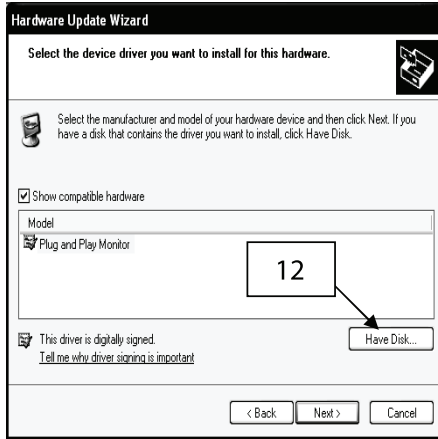 Hardware Update Wizard
Select the device driver you want to install for this hardware.
Select the manufacturer and model of your hardware device and then click Next. If you
have a disk that contains the driver you want to install, click Have Disk.
Show compatible hardware
Model
Plug and Play Monitor
12
This driver is digitally signed.
Have Disk...
Tell me why driver signing is important
< Back
Next >
Cancel